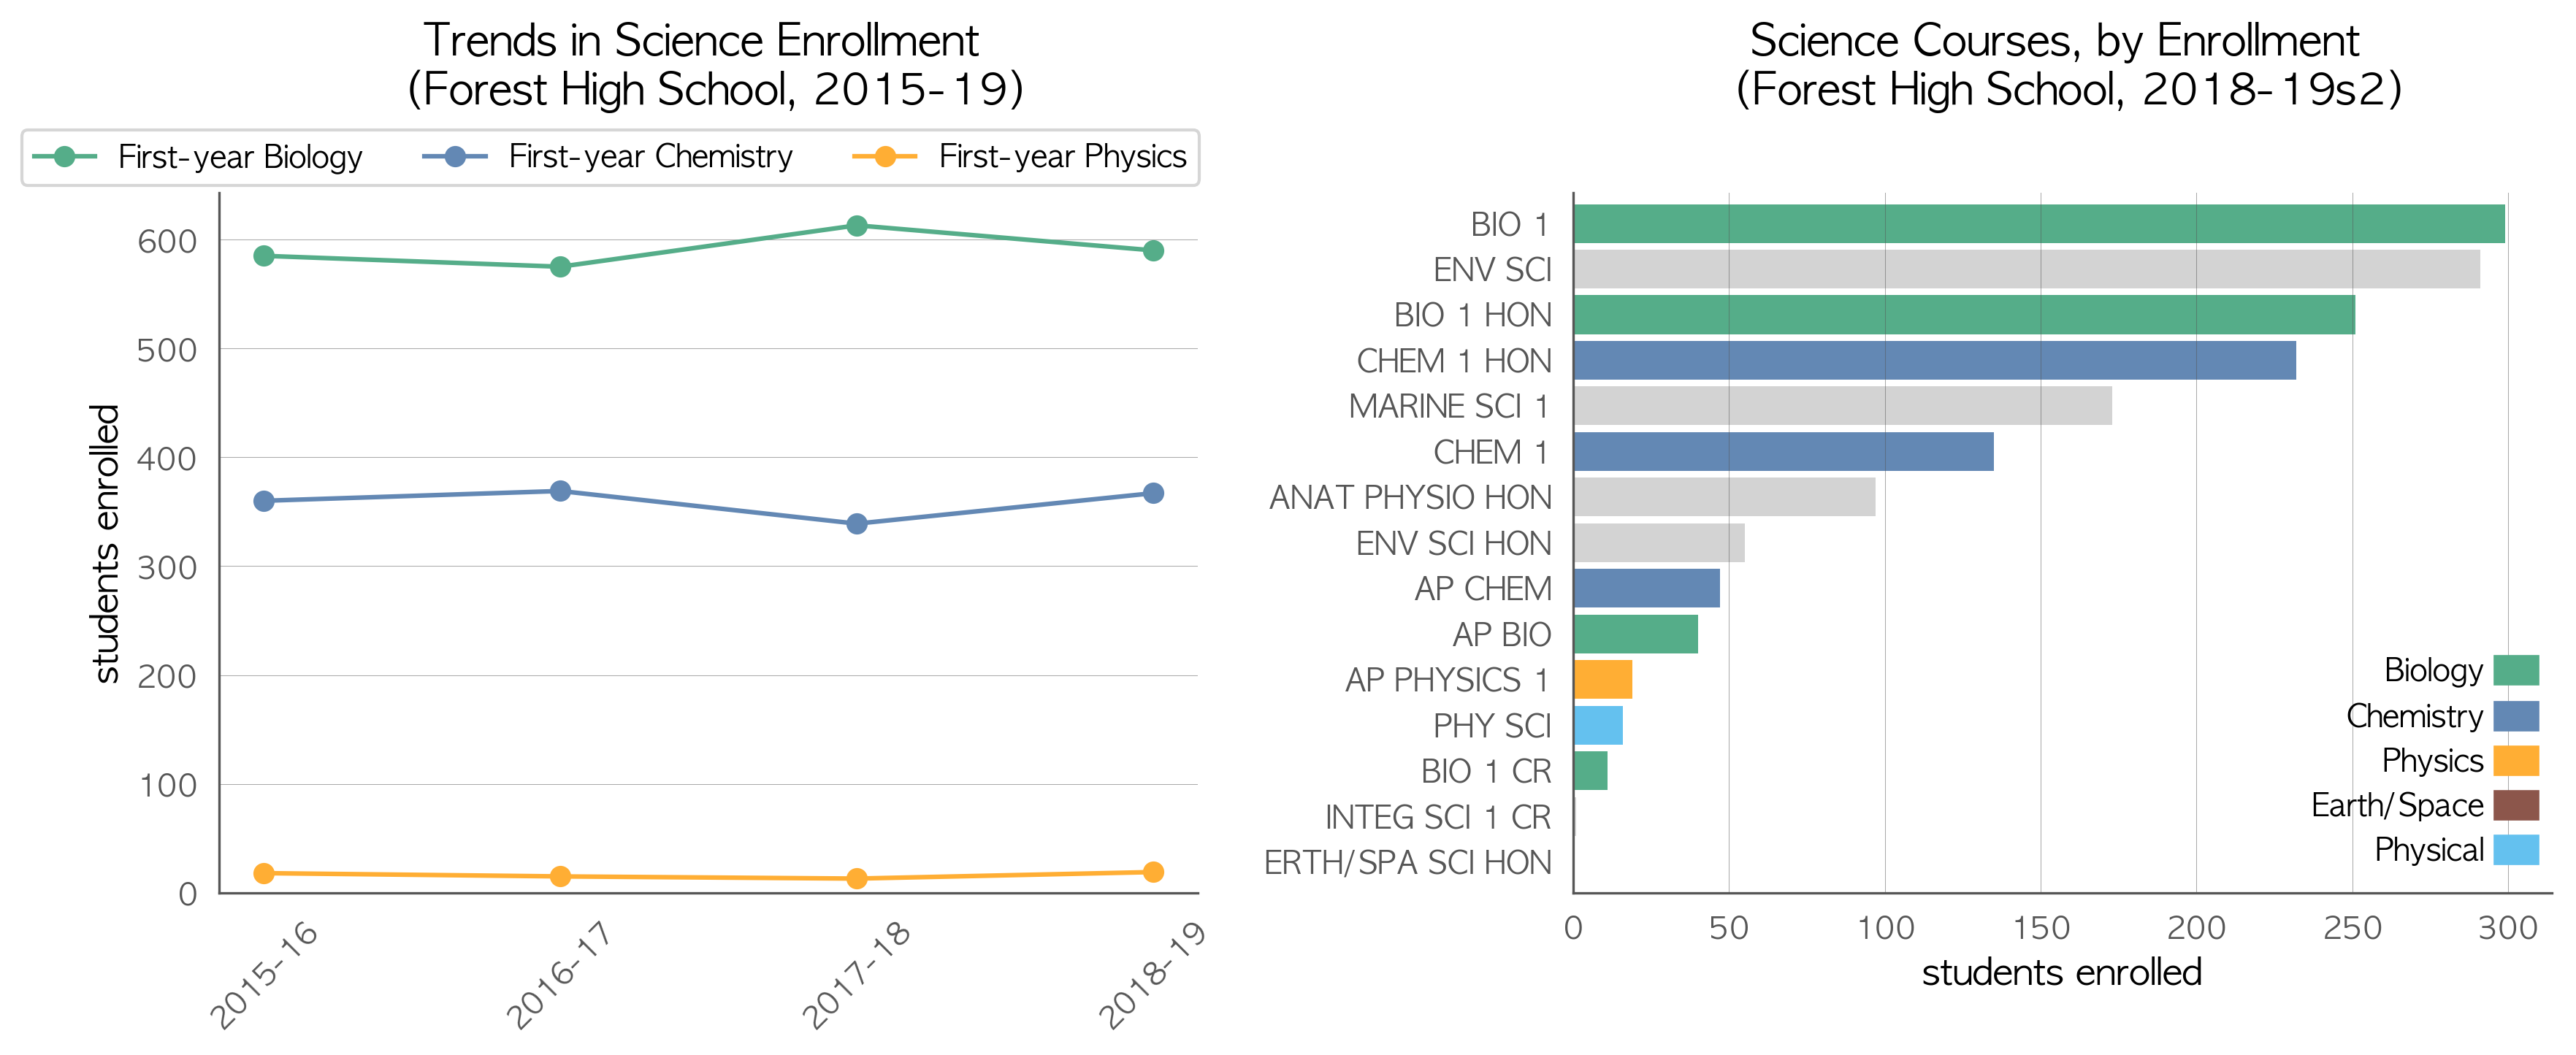 Trends in Science Enrollment
(Forest High School, 2015-19)
First-year Biology
First-year Chemistry
First-year Physics
600
500
400
300
200
100
0
students enrolled
2015-16
2016-17
2017-18
2018-19
Science Courses, by Enrollment
(Forest High School, 2018-19s2)
BIO 1
ENV SCI
BIO 1 HON
CHEM 1 HON
MARINE SCI 1
CHEM 1
ANAT PHYSIO HON
ENV SCI HON
AP CHEM
AP BIO
AP PHYSICS 1
PHY SCI
BIO 1 CR
INTEG SCI 1 CR
ERTH/SPA SCI HON
Biology
Chemistry
Physics
Earth/Space
Physical
0
50
100
150
200
250
300
students enrolled